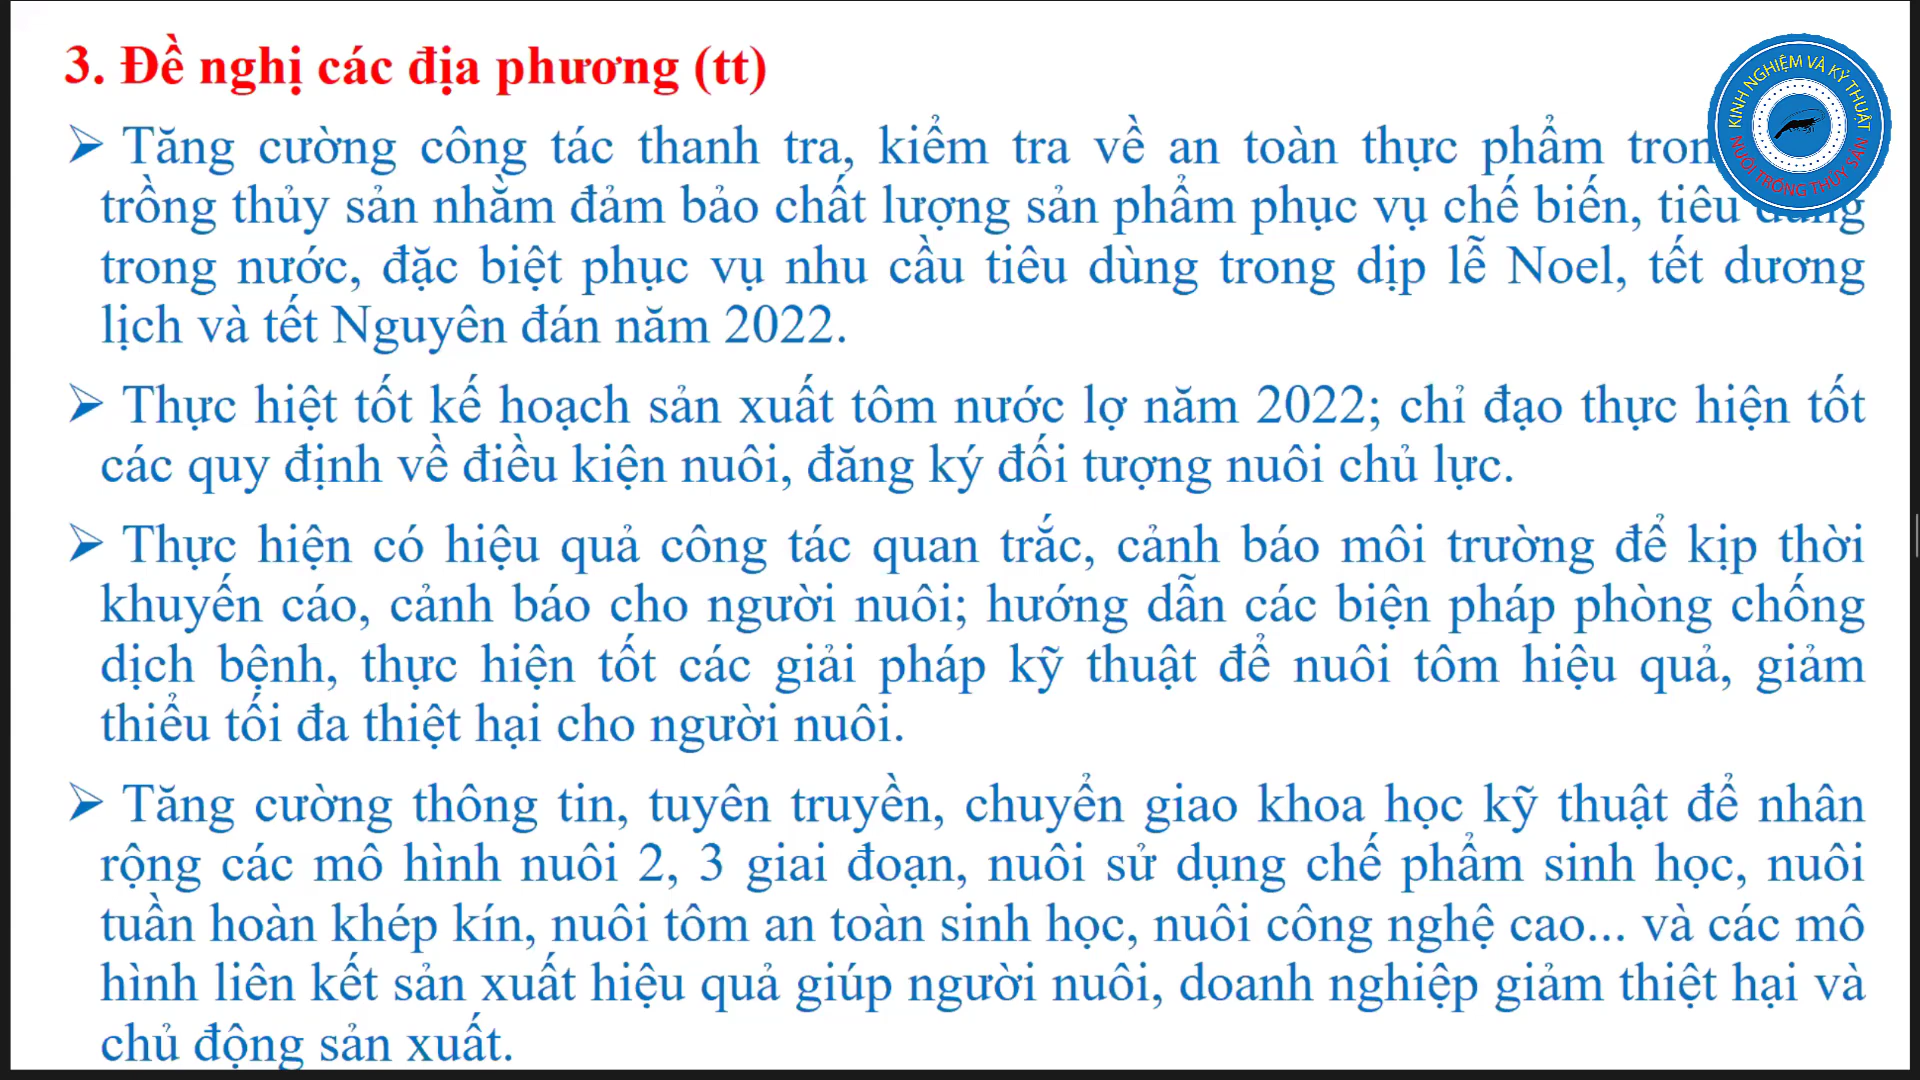 3. Đề nghị các địa phương (tt)
➢ Tăng cường công tác thanh tra, kiểm tra về an toàn thực phẩm
trồng thủy sản nhằm đảm bảo chất lượng sản phẩm phục vụ chế biến, tiêu
trong nước, đặc biệt phục vụ nhu cầu tiêu dùng trong dịp lễ Noel, tết dương
lịch và tết Nguyên đán năm 2022.
➢ Thực hiệt tốt kế hoạch sản xuất tôm nước lợ năm 2022; chỉ đạo thực hiện tốt
các quy định về điều kiện nuôi, đăng ký đối tượng nuôi chủ lực.
➢ Thực hiện có hiệu quả công tác quan trắc, cảnh báo môi trường để kịp thời
khuyến cáo, cảnh báo cho người nuôi; hướng dẫn các biện pháp phòng chống
dịch bệnh, thực hiện tốt các giải pháp kỹ thuật để nuôi tôm hiệu quả, giảm
thiểu tối đa thiệt hại cho người nuôi.
➢ Tăng cường thông tin, tuyên truyền, chuyển giao khoa học kỹ thuật để nhân
rộng các mô hình nuôi 2, 3 giai đoạn, nuôi sử dụng chế phẩm sinh học, nuôi
tuần hoàn khép kín, nuôi tôm an toàn sinh học, nuôi công nghệ cao... và các mô
hình liên kết sản xuất hiệu quả giúp người nuôi, doanh nghiệp giảm thiệt hại và
chủ động sản xuất.
KINH NGHIỆM VÀ KỸ THUẬT
NUÔI TRỒNG THỦY SẢN